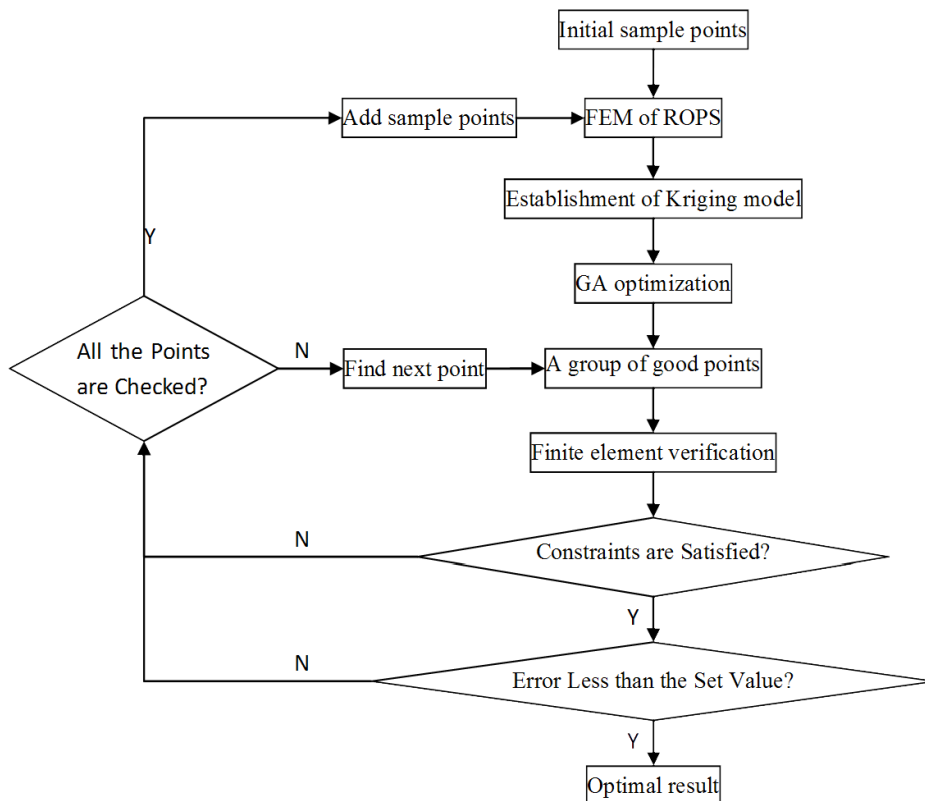 Initial sample points
Add sample points
FEM of ROPS
Establishment of Kriging model
Y
GA optimization
All the Points
are Checked?
N
Find next point
A group of good points
Finite element verification
N
Constraints are Satisfied?
Y
N
Error Less than the Set Value?
Y
Optimal result